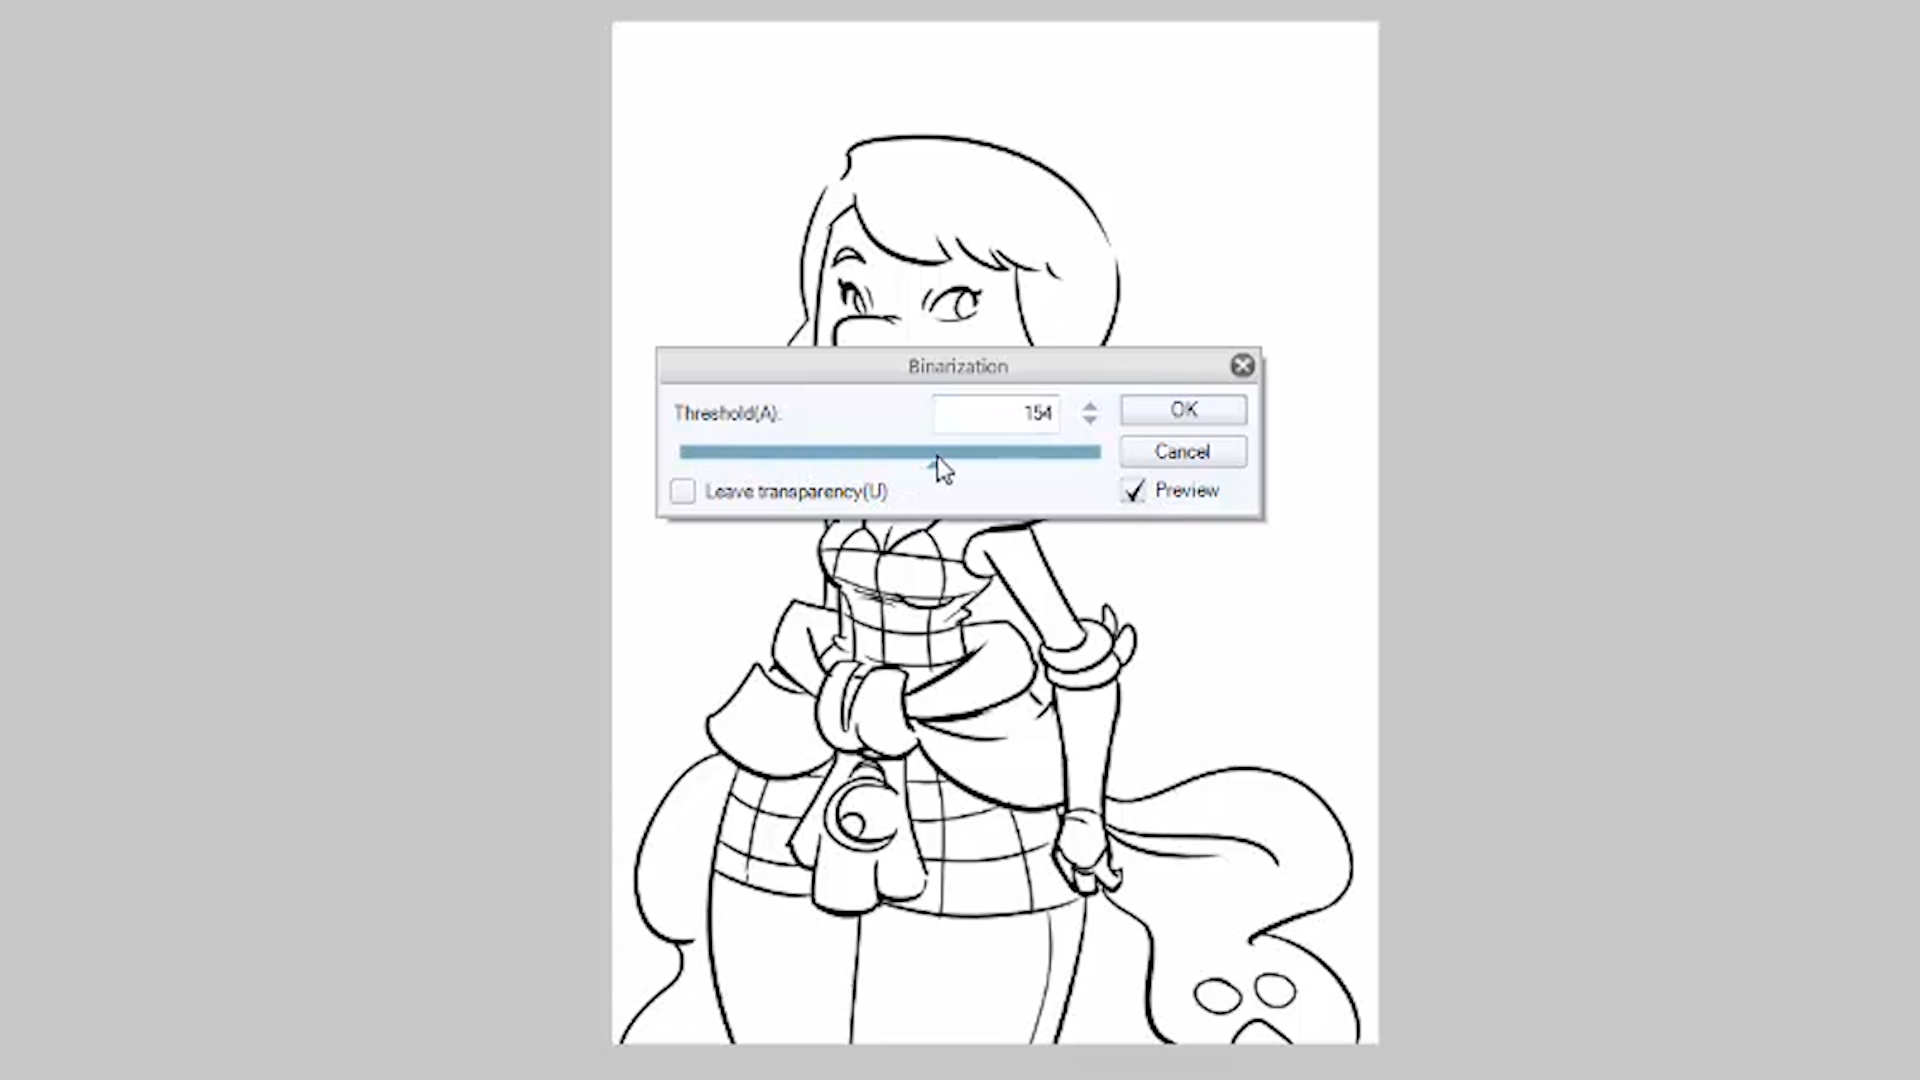 Binarization
Threshold(A):
154
OK
Cancel
Leave transparency(U)
Preview